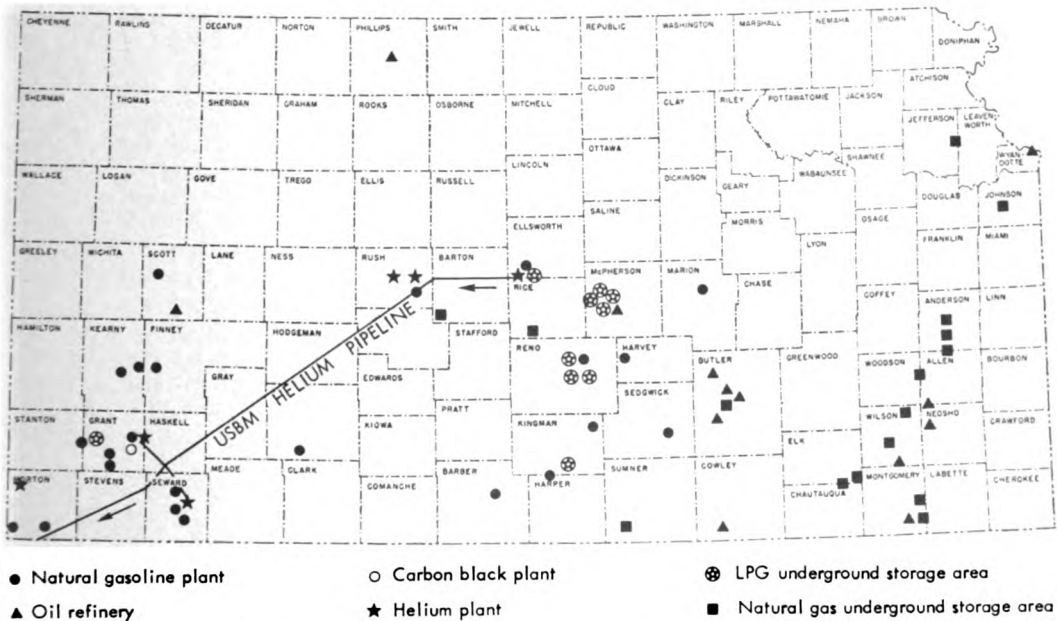 CHEYENNE RAWLINS DECATUR NORTON PHILLIPS SMITH JEWELL REPUBLIC WASHINGTON MARSHALL NEMAHA BROWN
DONIPHAN
ATCHISON
CLOUD
SHERMAN THOMAS SHERIDAN GRAHAM ROOKS OSBORNE MITCHELL CLAY RILEY POTTAWATOMIE JACKSON
JEFFERSON LEAVEN-
WORTH
OTTAWA
WYAN-
DOTTE
LINCOLN SHAWNEE
WALLACE LOGAN GOVE TREGO ELLIS RUSSELL DICKINSON GEARY WABAUNSEE
DOUGLAS JOHNSON
SALINE
ELLSWORTH MORRIS OSAGE
LYON FRANKLIN MIAMI
GREELEY WICHITA SCOTT LANE NESS RUSH BARTON McPHERSON MARION
RICE CHASE
COFFEY ANDERSON LINN
HAMILTON KEARNY FINNEY HODGEMAN STAFFORD
USBM HELIUM PIPELINE
RENO HARVEY BUTLER GREENWOOD WOODSON ALLEN BOURBON
GRAY EDWARDS
SEDGWICK
PRATT
STANTON GRANT HASKELL KIOWA KINGMAN WILSON NEOSHO CRAWFORD
ELK
MEADE CLARK BARBER SUMNER COWLEY
MORTON STEVENS SEWARD COMANCHE HARPER CHAUTAUQUA MONTGOMERY LABETTE CHEROKEE
Natural gasoline plant Carbon black plant LPG underground storage area
Oil refinery Helium plant Natural gas underground storage area